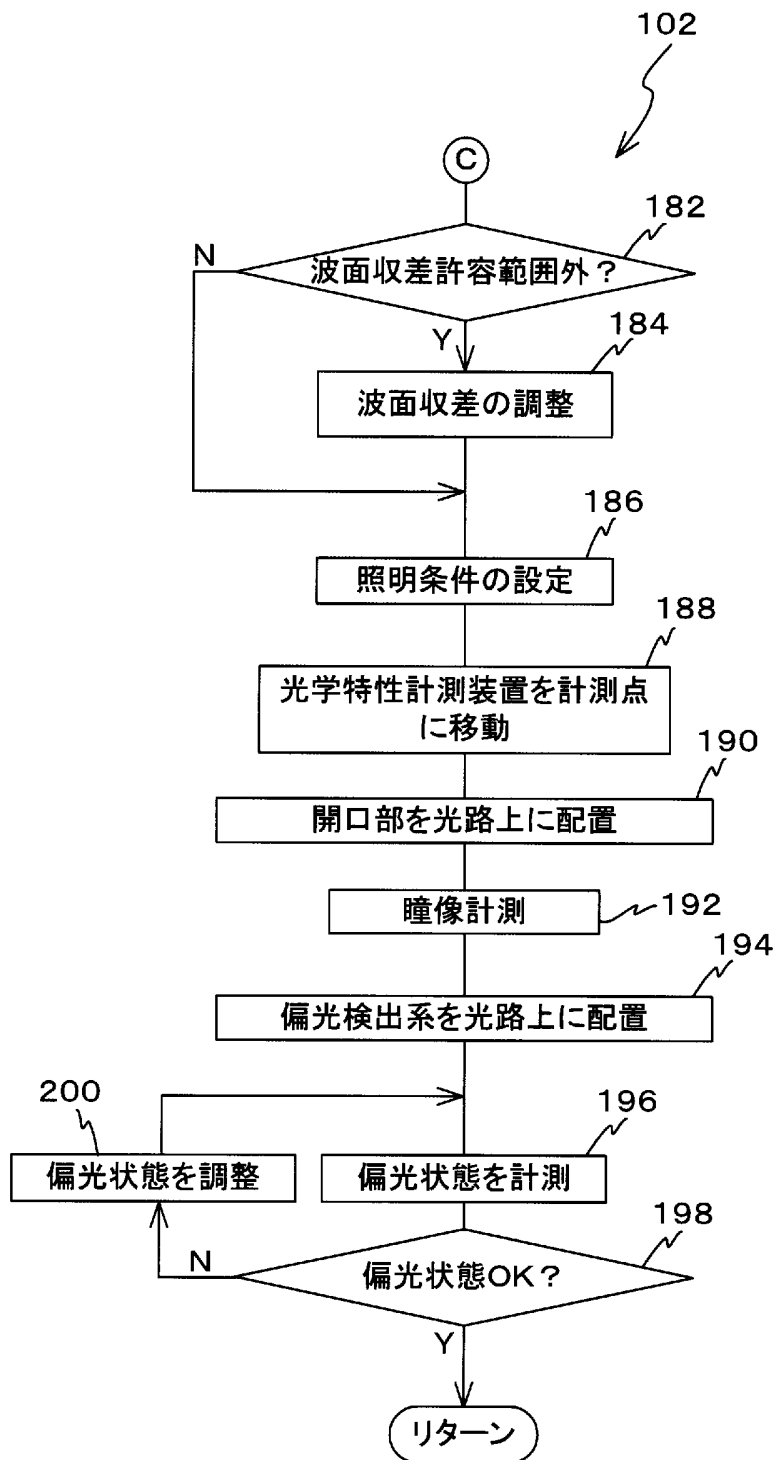 102
C
182
N
波面収差許容範囲外？
Y
184
波面収差の調整
186
照明条件の設定
188
光学特性計測装置を計測点
に移動
190
開口部を光路上に配置
瞳像計測
192
194
偏光検出系を光路上に配置
200
196
偏光状態を調整
偏光状態を計測
198
N
偏光状態OK？
Y
リターン